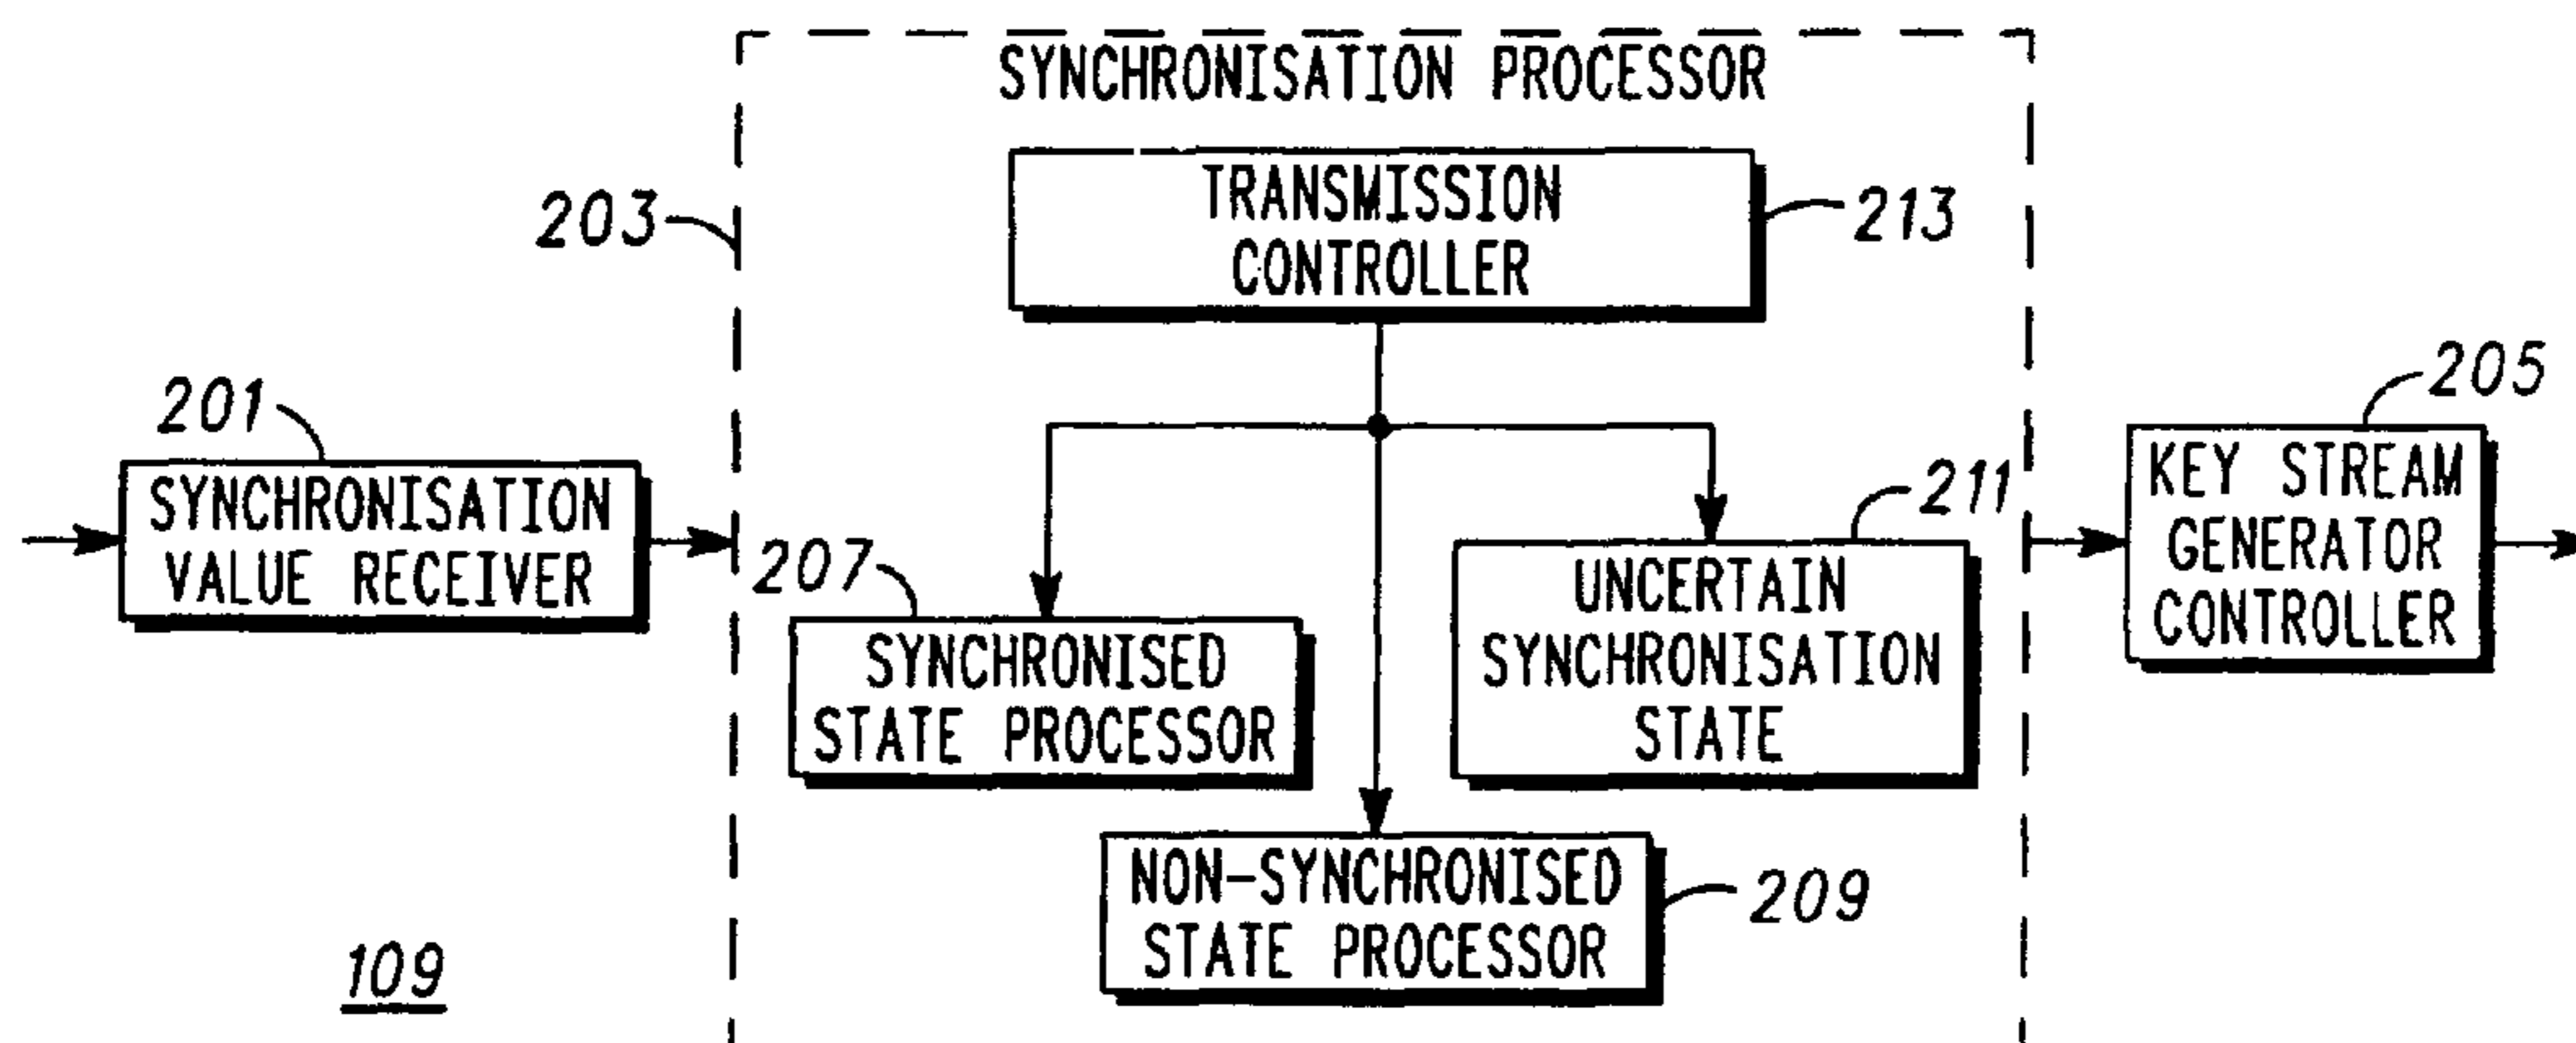 SYNCHRONISATION PROCESSOR
TRANSMISSION
CONTROLLER
203
213
201
205
SYNCHRONISATION
VALUE RECEIVER
KEY STREAM
GENERATOR
CONTROLLER
207
211
SYNCHRONISED
STATE PROCESSOR
UNCERTAIN
SYNCHRONISATION
STATE
NON-SYNCHRONISED
STATE PROCESSOR
209
109